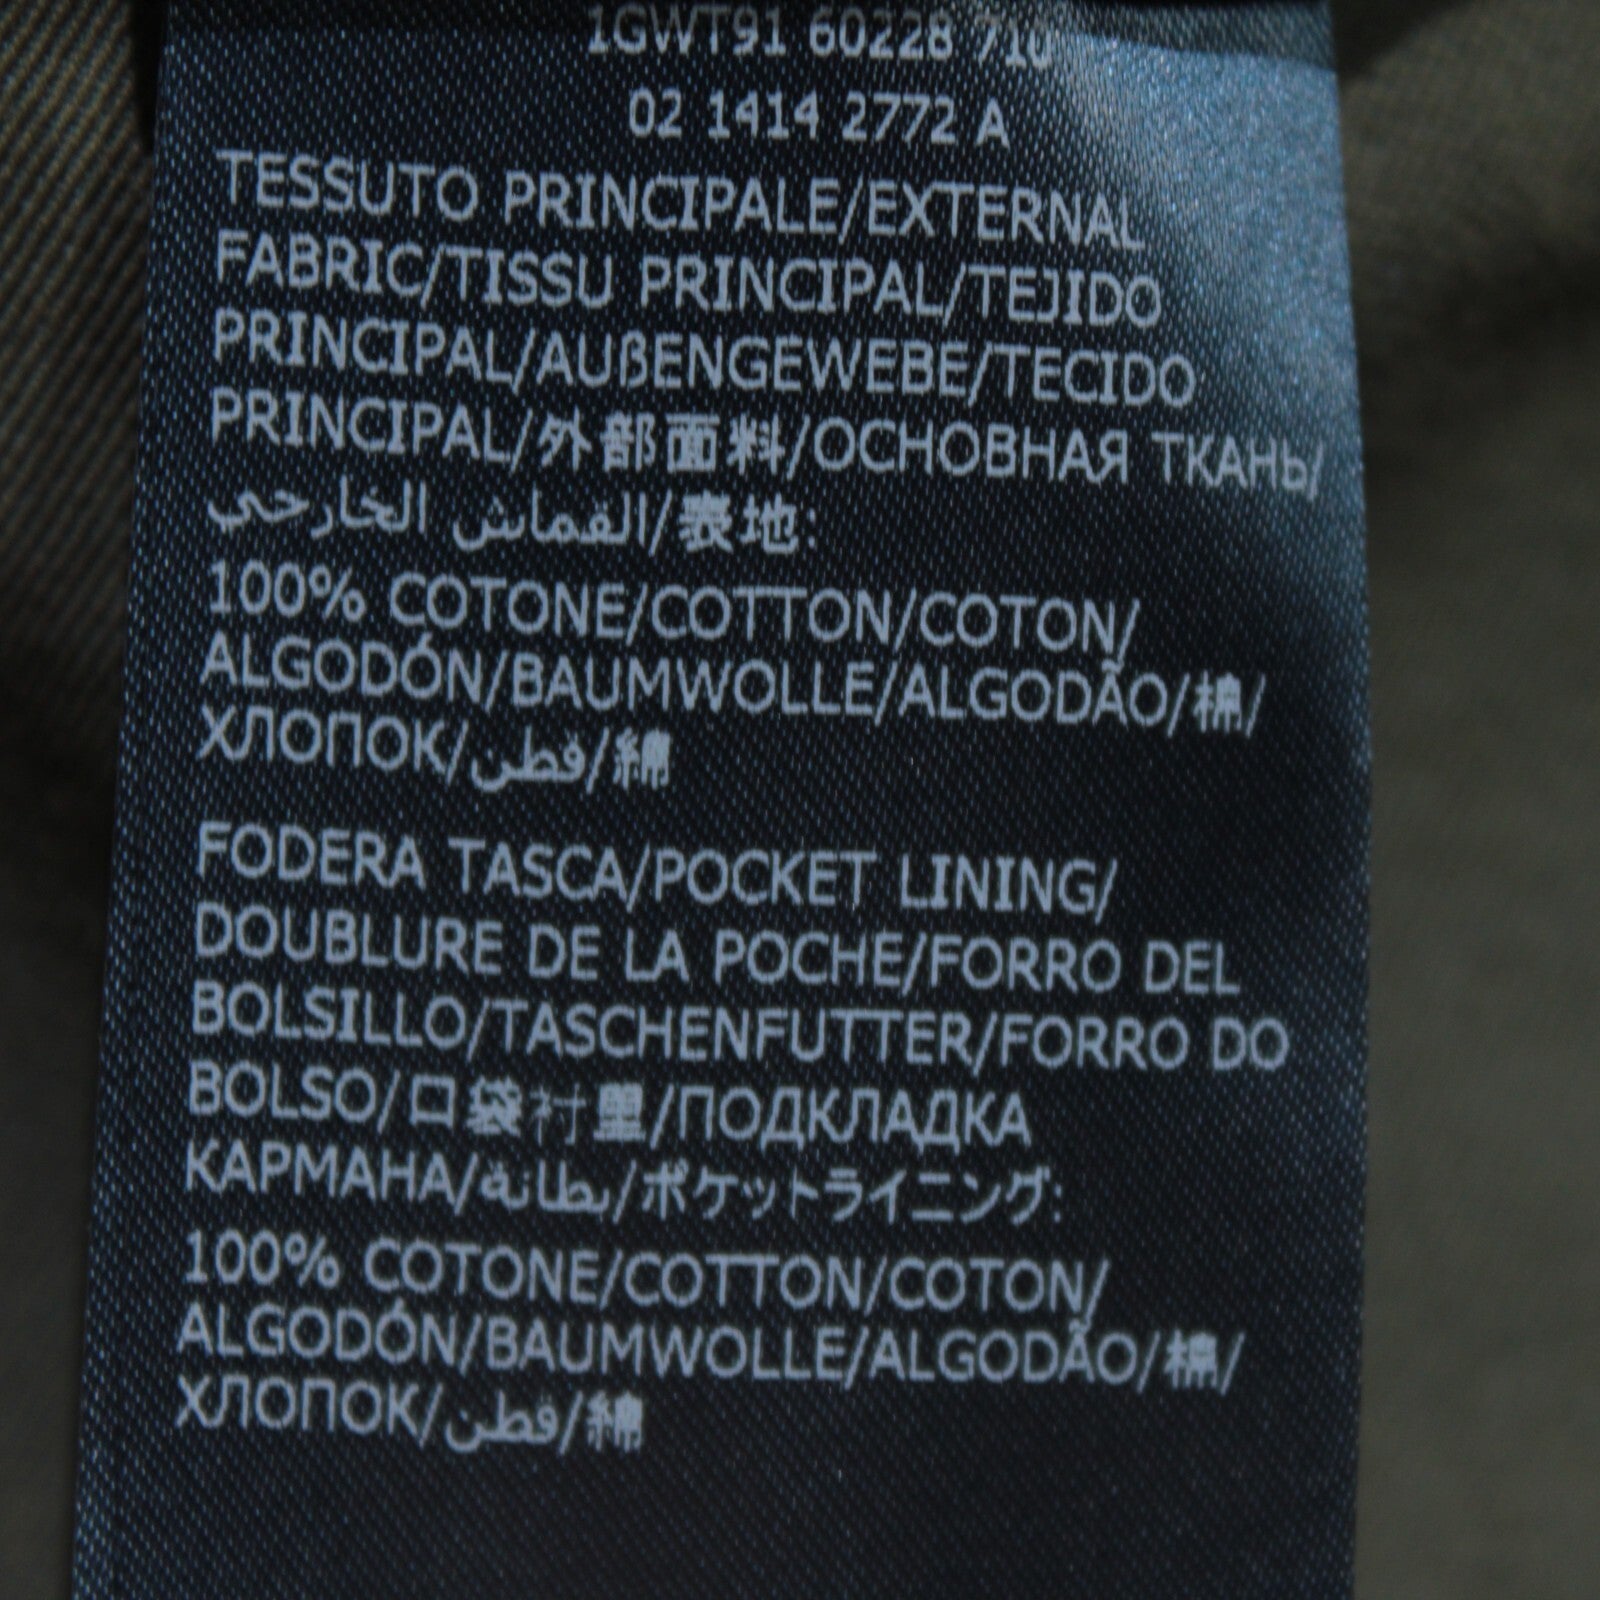 1GWT91 60228 710
02 1414 2772 A
TESSUTO PRINCIPALE/EXTERNAL
FABRIC/TISSU PRINCIPAL/TEJIDO
PRINCIPAL/AUßENGEWEBE/TECIDO
PRINCIPAL/外部面料/ОСНОВНАЯ ТКАНЬ/
القماش الخارجي/表地:
100% COTONE/COTTON/COTON/
ALGODÓN/BAUMWOLLE/ALGODÃO/棉/
ХЛОПОК/قطن/綿
FODERA TASCA/POCKET LINING/
DOUBLURE DE LA POCHE/FORRO DEL
BOLSILLO/TASCHENFUTTER/FORRO DO
BOLSO/口袋衬里/ПОДКЛАДКА
КАРМАНА/بطانة/ポケットライニング:
100% COTONE/COTTON/COTON/
ALGODÓN/BAUMWOLLE/ALGODÃO/棉/
ХЛОПОК/قطن/綿